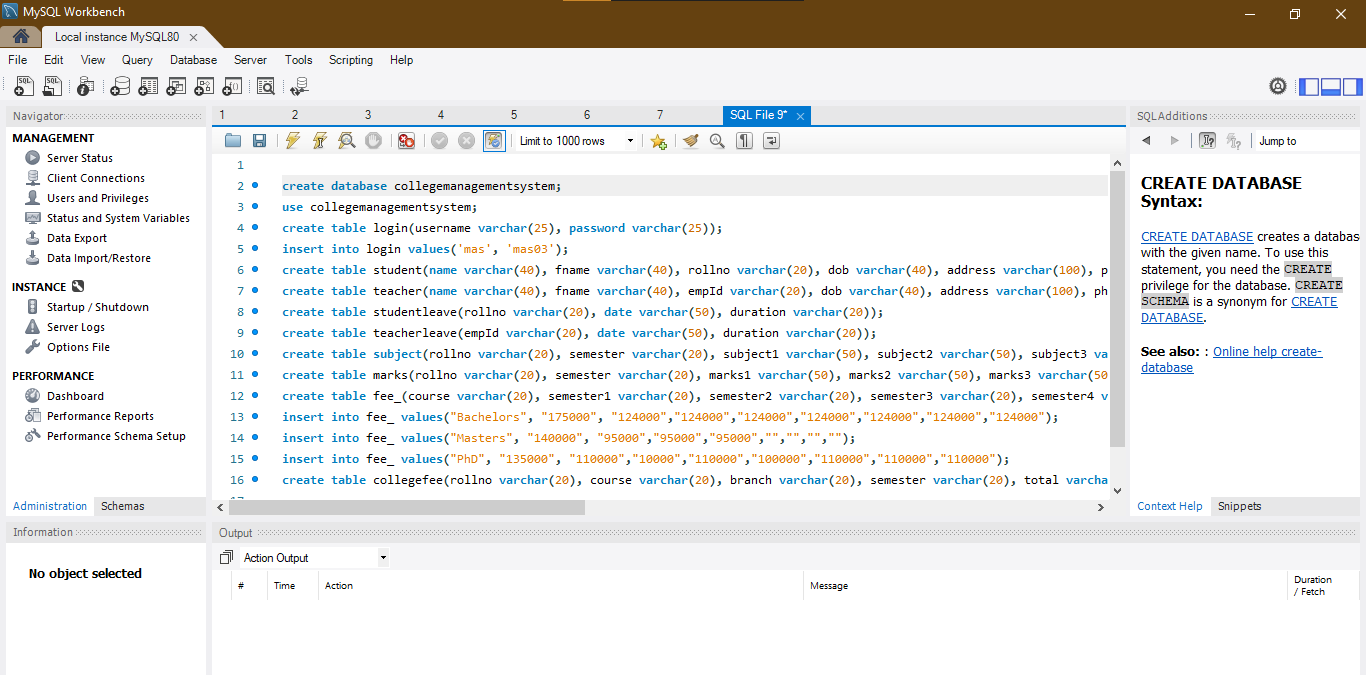 MySQL Workbench
Local instance MySQL80
File Edit View Query Database Server Tools Scripting Help
Navigator
MANAGEMENT
Server Status
Client Connections
Users and Privileges
Status and System Variables
Data Export
Data Import/Restore
INSTANCE
Startup / Shutdown
Server Logs
Options File
PERFORMANCE
Dashboard
Performance Reports
Performance Schema Setup
Administration Schemas
Information
No object selected
1 2 3 4 5 6 7 SQL File 9*
Limit to 1000 rows
1
2 create database collegemanagementsystem;
3 use collegemanagementsystem;
4 create table login(username varchar(25), password varchar(25));
5 insert into login values('mas', 'mas03');
6 create table student(name varchar(40), fname varchar(40), rollno varchar(20), dob varchar(40), address varchar(100), p
7 create table teacher(name varchar(40), fname varchar(40), empId varchar(20), dob varchar(40), address varchar(100), ph
8 create table studentleave(rollno varchar(20), date varchar(50), duration varchar(20));
9 create table teacherleave(empId varchar(20), date varchar(50), duration varchar(20));
10 create table subject(rollno varchar(20), semester varchar(20), subject1 varchar(50), subject2 varchar(50), subject3 va
11 create table marks(rollno varchar(20), semester varchar(20), marks1 varchar(50), marks2 varchar(50), marks3 varchar(50
12 create table fee_(course varchar(20), semester1 varchar(20), semester2 varchar(20), semester3 varchar(20), semester4 v
13 insert into fee_ values("Bachelors", "175000", "124000","124000","124000","124000","124000","124000","124000");
14 insert into fee_ values("Masters", "140000", "95000","95000","95000","","","","");
15 insert into fee_ values("PhD", "135000", "110000","10000","110000","100000","110000","110000","110000");
16 create table collegefee(rollno varchar(20), course varchar(20), branch varchar(20), semester varchar(20), total varcha
17
Output
Action Output
# Time Action Message Duration / Fetch
SQLAdditions
Jump to
CREATE DATABASE
Syntax:
CREATE DATABASE creates a databas
with the given name. To use this
statement, you need the CREATE
privilege for the database. CREATE
SCHEMA is a synonym for CREATE
DATABASE.
See also: : Online help create-
database
Context Help Snippets